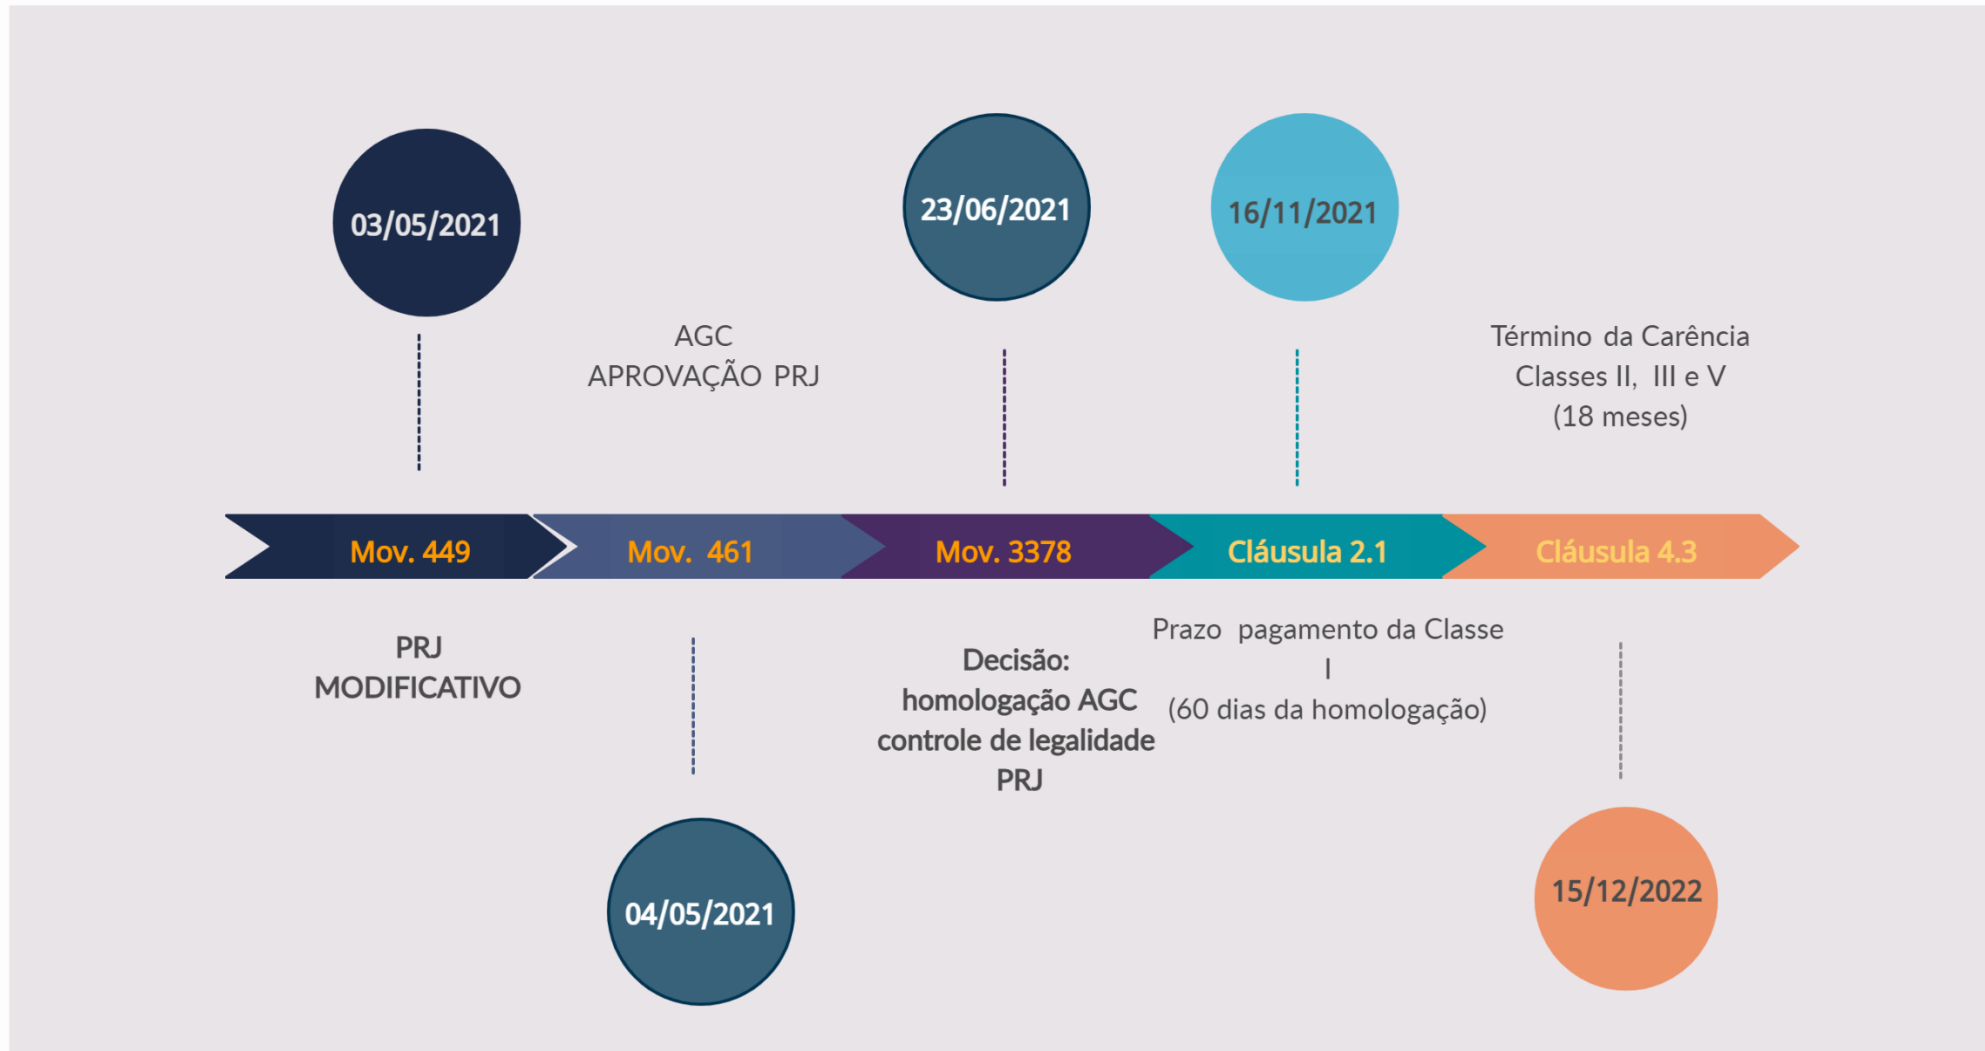 03/05/2021
23/06/2021
16/11/2021
AGC
APROVAÇÃO PRJ
Término da Carência
Classes II, III e V
(18 meses)
Mov. 449
Mov. 461
Mov. 3378
Cláusula 2.1
Cláusula 4.3
PRJ
MODIFICATIVO
Decisão:
homologação AGC
controle de legalidade
PRJ
Prazo pagamento da Classe
I
(60 dias da homologação)
04/05/2021
15/12/2022